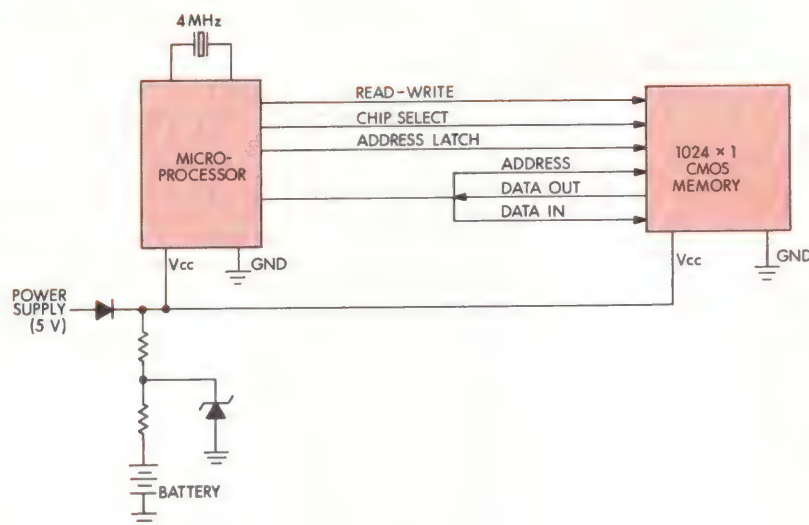 4 MHz
MICRO-
PROCESSOR
READ-WRITE
CHIP SELECT
ADDRESS LATCH
ADDRESS
DATA OUT
DATA IN
1024 × 1
CMOS
MEMORY
Vcc
GND
Vcc
GND
POWER
SUPPLY
(5 V)
BATTERY